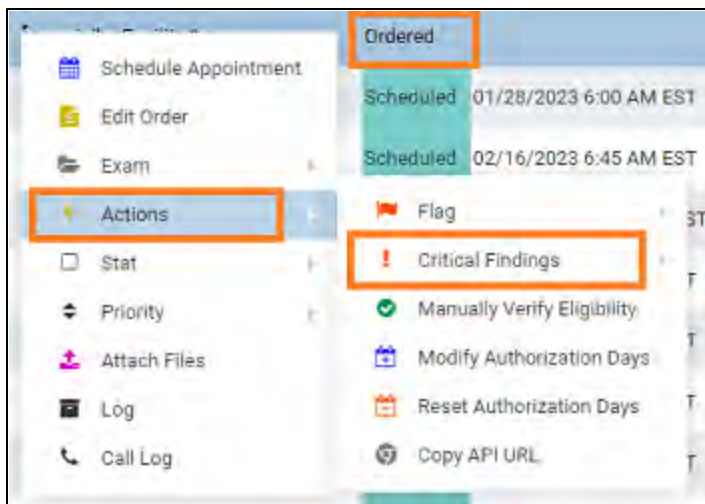 Ordered
Schedule Appointment
Scheduled 01/28/2023 6:00 AM EST
Edit Order
Scheduled 02/16/2023 6:45 AM EST
Exam
Actions
Flag
ST
Stat
Critical Findings
T
Priority
Manually Verify Eligibility
T
Attach Files
Modify Authorization Days
T
Log
Reset Authorization Days
T
Call Log
Copy API URL
T